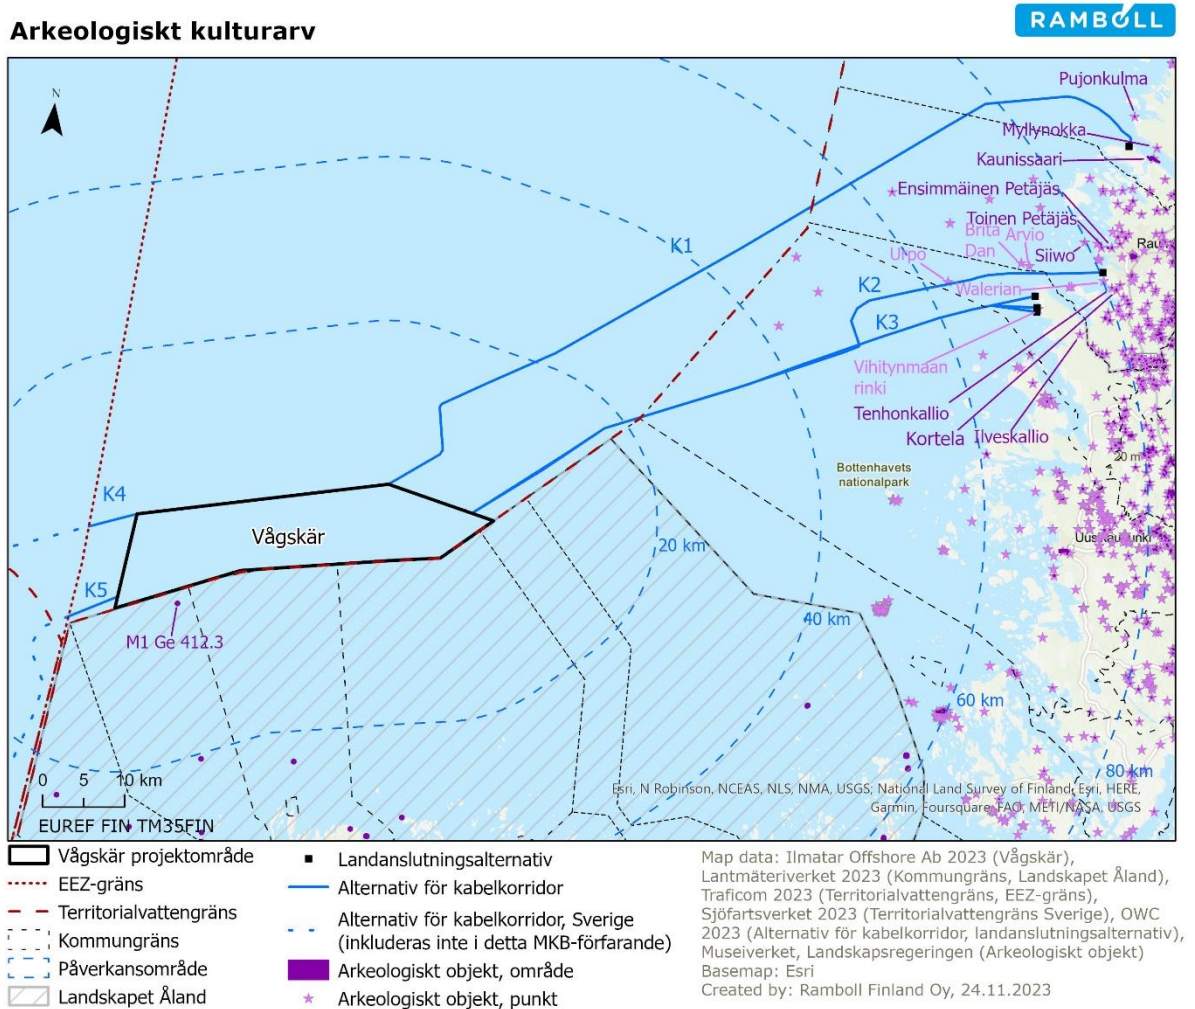 Arkeologiskt kulturarv
RAMBOLL
N
Pujonkulma
Myllynokka
Kaunissaari
Ensimmäinen Petäjäs
Toinen Petäjäs
Brita
Dan
Arvio
Siiwo
Urpo
Walerian
K1
K2
K3
Vihitynmaan
rinki
Tenhonkallio
Kortela
Ilveskallio
20 m
Bottenhavets
nationalpark
K4
Vågskär
K5
20 km
40 km
60 km
80 km
M1 Ge 412.3
0 5 10 km
EUREF FIN TM35FIN
Esri, N Robinson, NCEAS, NLS, NMA, USGS; National Land Survey of Finland, Esri, HERE,
Garmin, Foursquare, FAO, METI/NASA, USGS
Vågskär projektområde
EEZ-gräns
Territorialvattengräns
Kommungräns
Påverkansområde
Landskapet Åland
Landanslutningsalternativ
Alternativ för kabelkorridor
Alternativ för kabelkorridor, Sverige
(inkluderas inte i detta MKB-förfarande)
Arkeologiskt objekt, område
Arkeologiskt objekt, punkt
Map data: Ilmatar Offshore Ab 2023 (Vågskär),
Lantmäteriverket 2023 (Kommungräns, Landskapet Åland),
Traficom 2023 (Territorialvattengräns, EEZ-gräns),
Sjöfartsverket 2023 (Territorialvattengräns Sverige), OWC
2023 (Alternativ för kabelkorridor, landanslutningsalternativ),
Museiverket, Landskapsregeringen (Arkeologiskt objekt)
Basemap: Esri
Created by: Ramboll Finland Oy, 24.11.2023